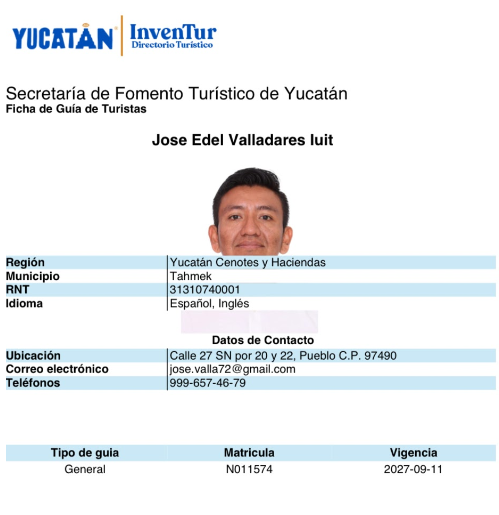 YUCATÁN
InvenTur
Directorio Turístico
Secretaría de Fomento Turístico de Yucatán
Ficha de Guía de Turistas
Jose Edel Valladares Iuit
Región Yucatán Cenotes y Haciendas
Municipio Tahmek
RNT 31310740001
Idioma Español, Inglés
Datos de Contacto
Ubicación Calle 27 SN por 20 y 22, Pueblo C.P. 97490
Correo electrónico jose.valla72@gmail.com
Teléfonos 999-657-46-79
Tipo de guia Matricula Vigencia
General N011574 2027-09-11